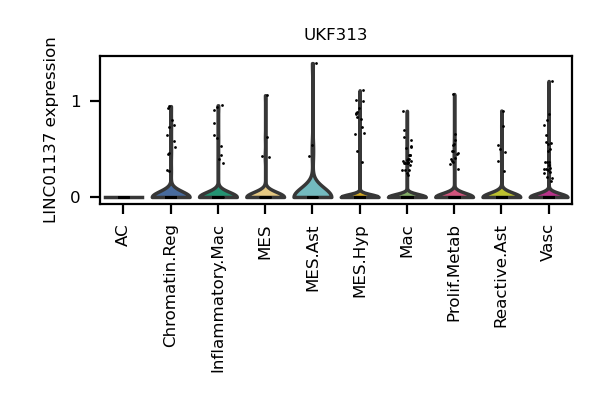 UKF313
LINC01137 expression
1
0
AC
Chromatin.Reg
Inflammatory.Mac
MES
MES.Ast
MES.Hyp
Mac
Prolif.Metab
Reactive.Ast
Vasc